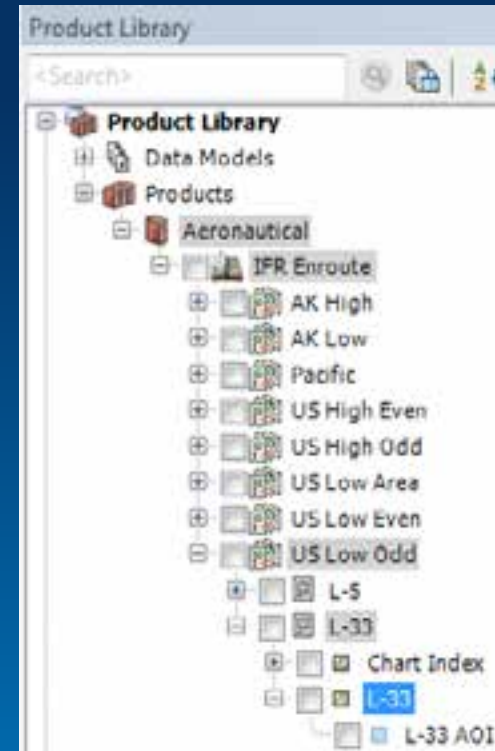 Product Library
<Search>
Product Library
Data Models
Products
Aeronautical
IFR Enroute
AK High
AK Low
Pacific
US High Even
US High Odd
US Low Area
US Low Even
US Low Odd
L-5
L-33
Chart Index
L-33
L-33 AOI